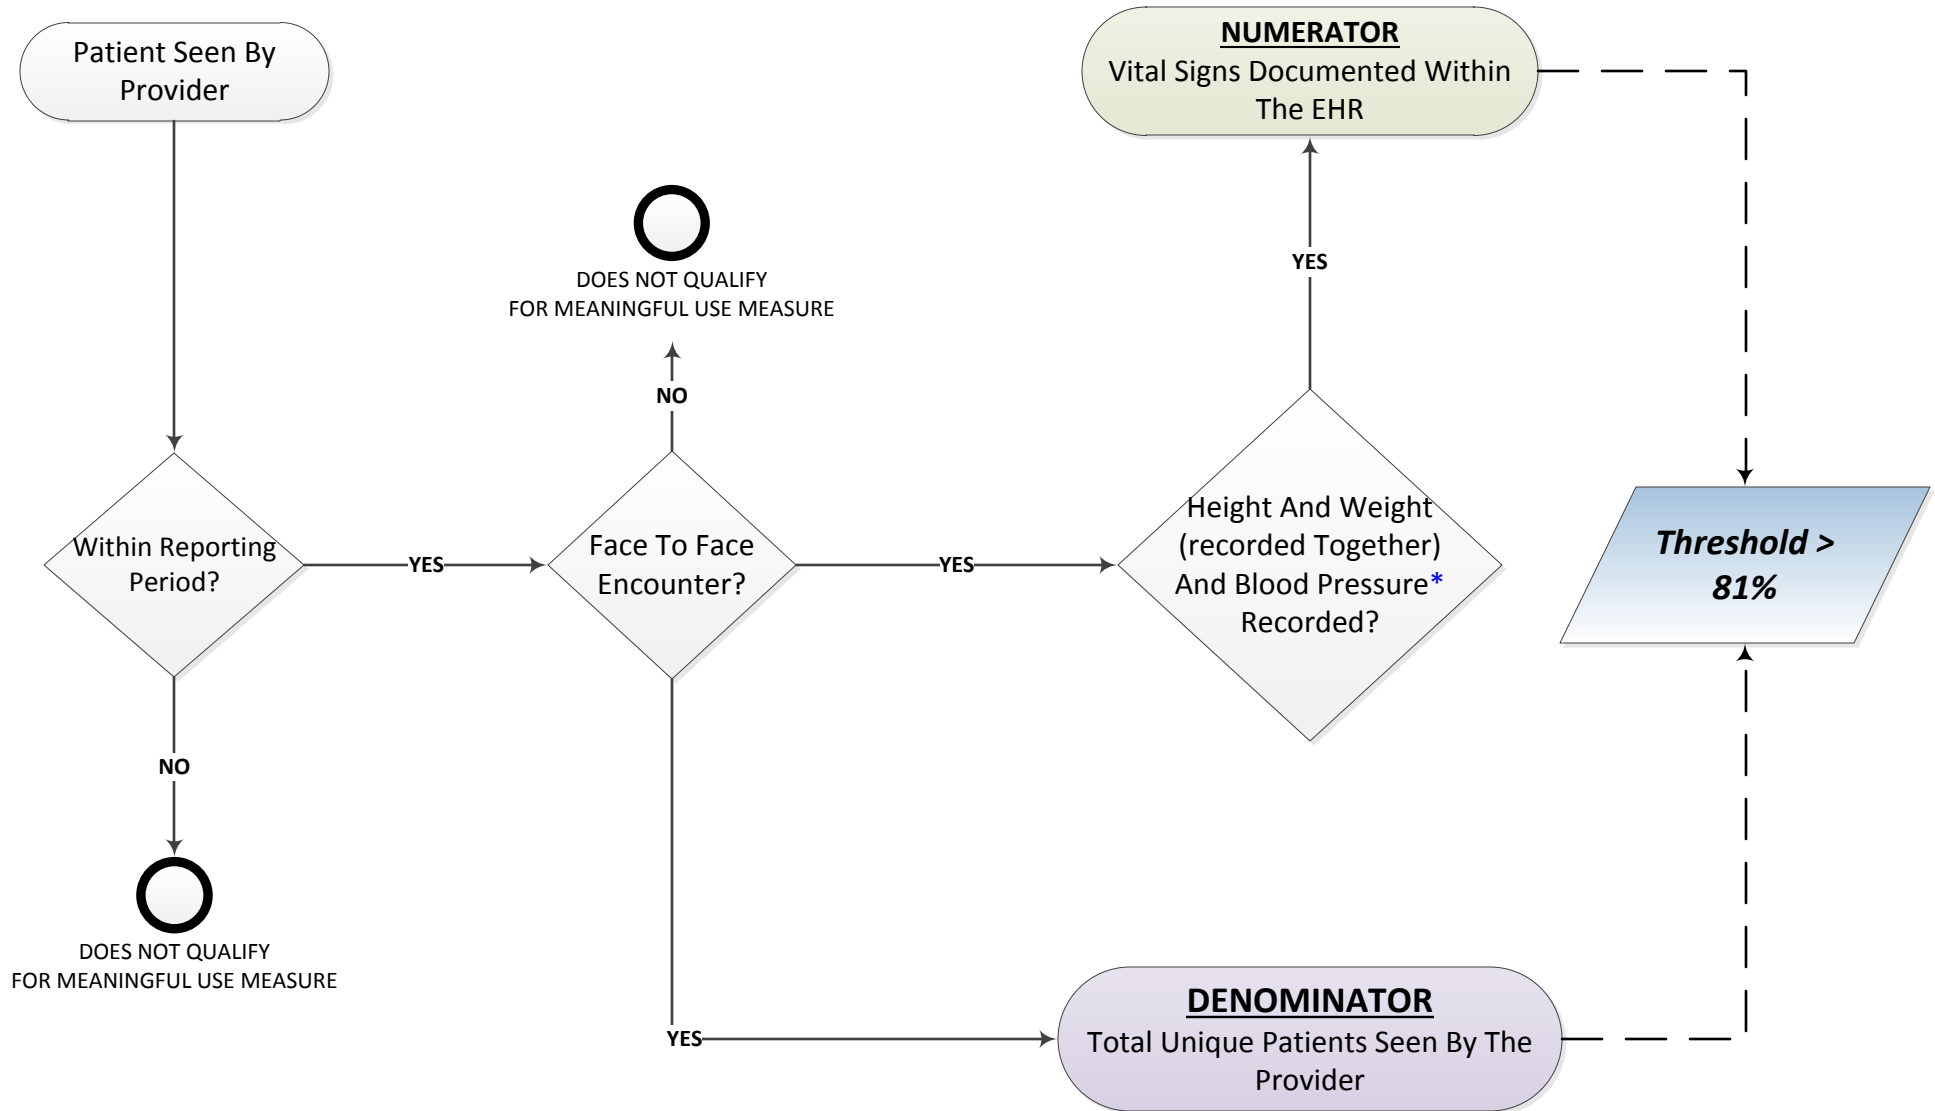 Patient Seen By
Provider
NUMERATOR
Vital Signs Documented Within
The EHR
DOES NOT QUALIFY
FOR MEANINGFUL USE MEASURE
YES
NO
Within Reporting
Period?
YES
Face To Face
Encounter?
YES
Height And Weight
(recorded Together)
And Blood Pressure*
Recorded?
Threshold >
81%
NO
DOES NOT QUALIFY
FOR MEANINGFUL USE MEASURE
YES
DENOMINATOR
Total Unique Patients Seen By The
Provider